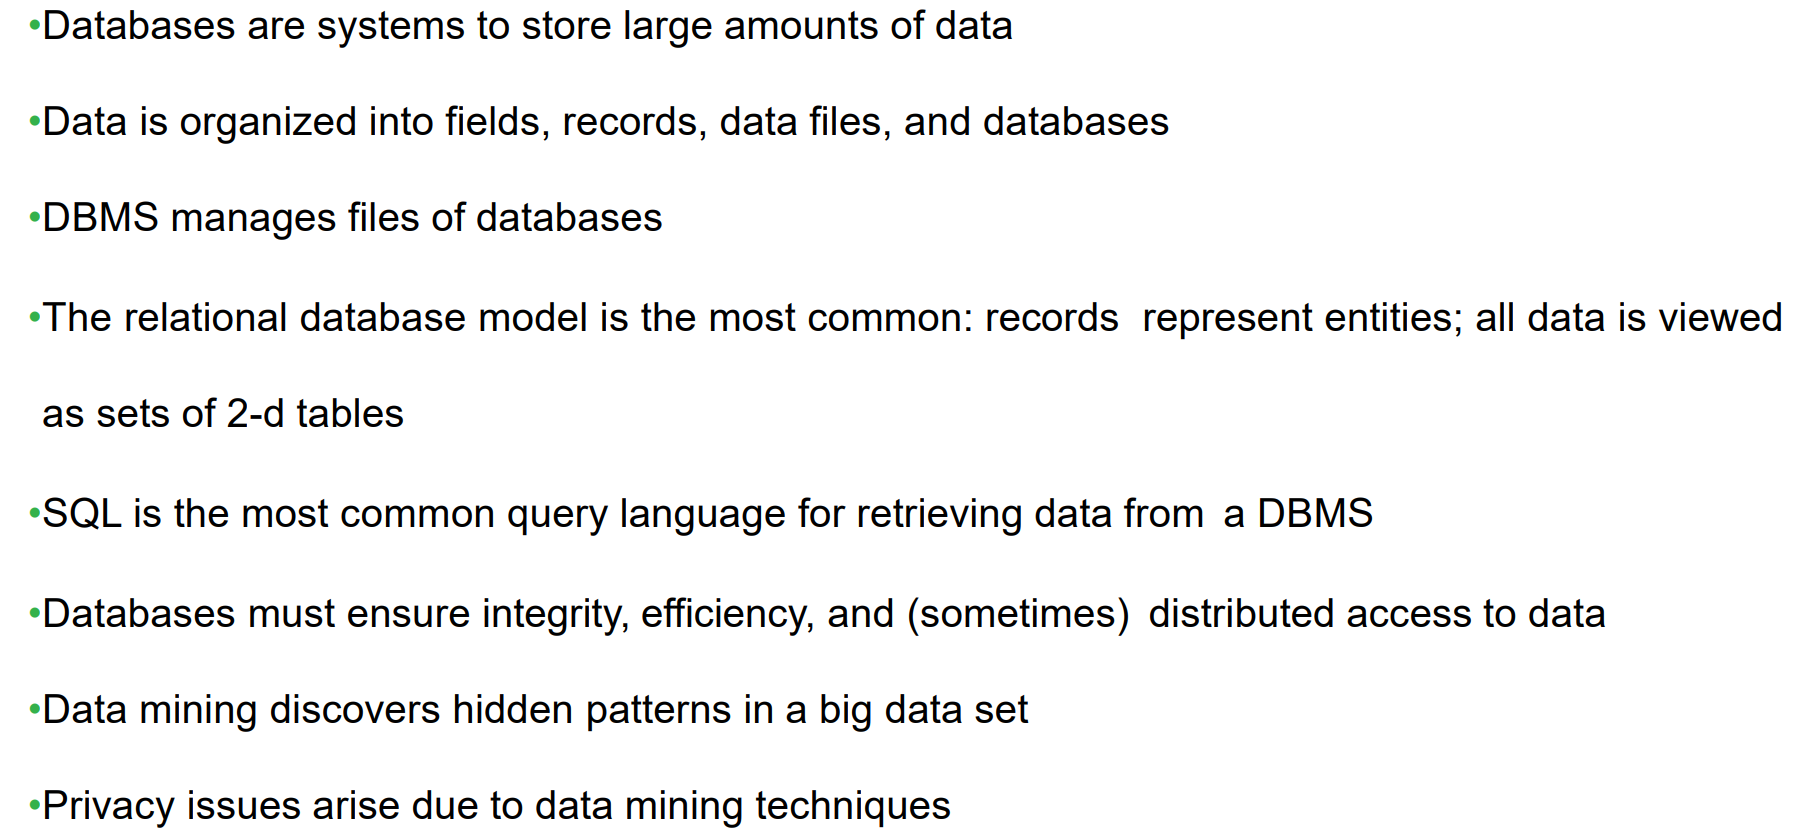 •Databases are systems to store large amounts of data
•Data is organized into fields, records, data files, and databases
•DBMS manages files of databases
•The relational database model is the most common: records  represent entities; all data is viewed
as sets of 2-d tables
•SQL is the most common query language for retrieving data from  a DBMS
•Databases must ensure integrity, efficiency, and (sometimes)  distributed access to data
•Data mining discovers hidden patterns in a big data set
•Privacy issues arise due to data mining techniques